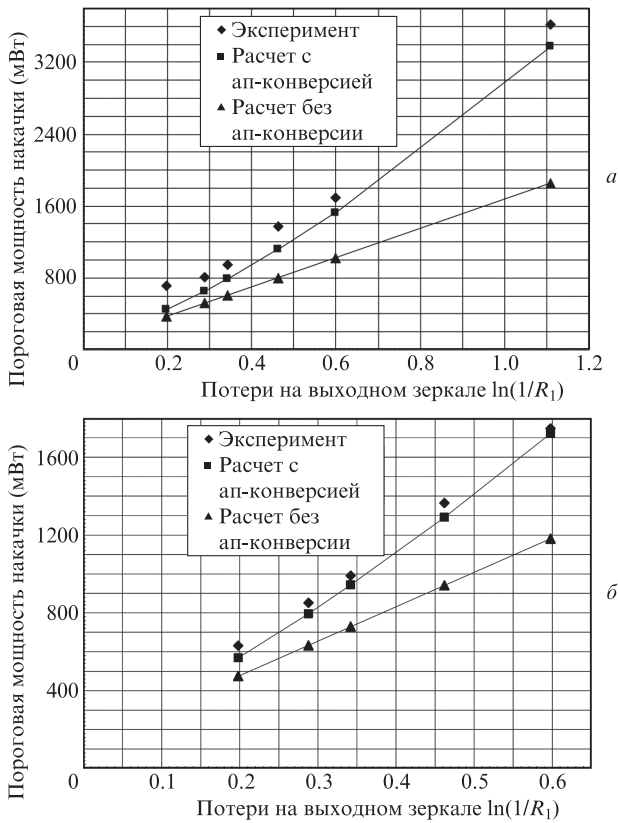 Пороговая мощность накачки (мВт)
3200
2400
1600
800
Эксперимент
Расчет с
ап-конверсией
Расчет без
ап-конверсии
а
0 0.2 0.4 0.6 0.8 1.0 1.2
Потери на выходном зеркале ln(1/R1)
Пороговая мощность накачки (мВт)
1600
1200
800
400
Эксперимент
Расчет с
ап-конверсией
Расчет без
ап-конверсии
б
0 0.1 0.2 0.3 0.4 0.5 0.6
Потери на выходном зеркале ln(1/R1)